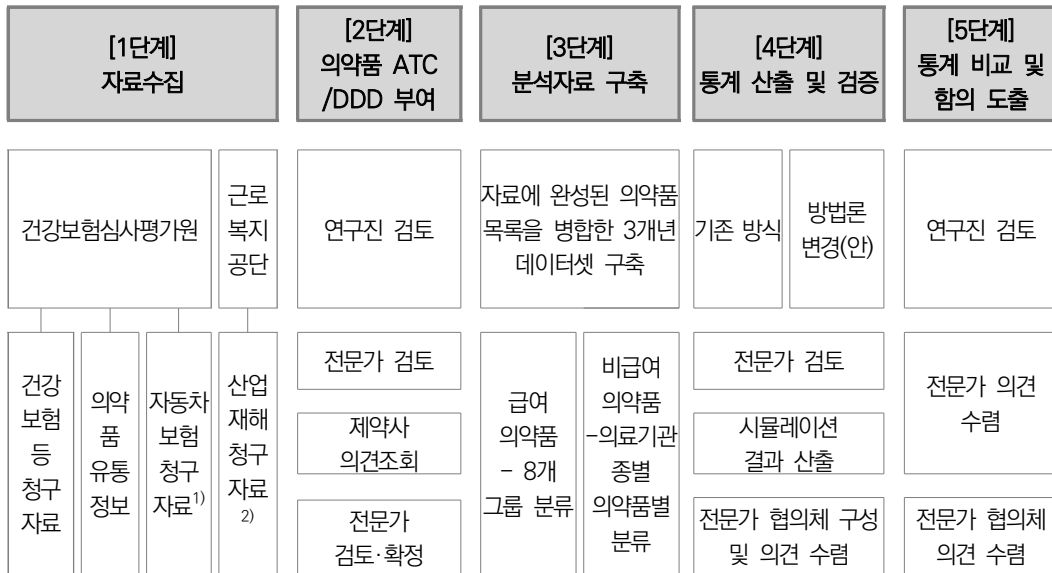 [1단계]
자료수집
[2단계]
의약품 ATC
/DDD 부여
[3단계]
분석자료 구축
[4단계]
통계 산출 및 검증
[5단계]
통계 비교 및
함의 도출
건강보험심사평가원
근로
복지
공단
연구진 검토
자료에 완성된 의약품
목록을 병합한 3개년
데이터셋 구축
기존 방식
방법론
변경(안)
연구진 검토
건강
보험
등
청구
자료
의약
품
유통
정보
자동차
보험
청구
자료1)
산업
재해
청구
자료
2)
전문가 검토
제약사
의견조회
전문가
검토·확정
급여
의약품
- 8개
그룹 분류
비급여
의약품
-의료기관
종별
의약품별
분류
전문가 검토
시뮬레이션
결과 산출
전문가 협의체 구성
및 의견 수렴
전문가 의견
수렴
전문가 협의체
의견 수렴